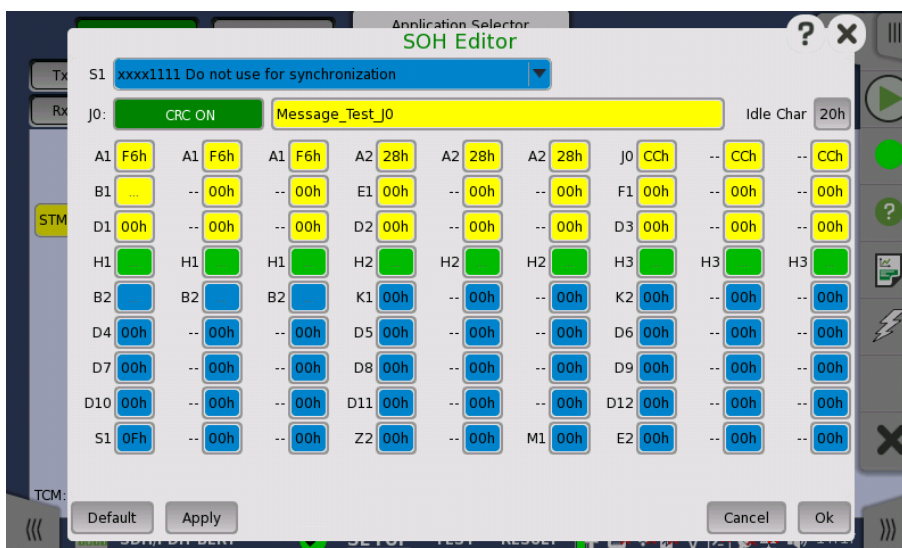 Application Selector
SOH Editor
? X
Tx
S1 xxxx1111 Do not use for synchronization
Rx
J0: CRC ON Message_Test_J0 Idle Char 20h
A1 F6h A1 F6h A1 F6h A2 28h A2 28h A2 28h J0 CCh -- CCh -- CCh
B1 ... -- 00h -- 00h E1 00h -- 00h -- 00h F1 00h -- 00h -- 00h
STM
D1 00h -- 00h -- 00h D2 00h -- 00h -- 00h D3 00h -- 00h -- 00h
H1 H1 H1 H2 H2 H2 H3 H3 H3
B2 B2 B2 K1 00h -- 00h -- 00h K2 00h -- 00h -- 00h
D4 00h -- 00h -- 00h D5 00h -- 00h -- 00h D6 00h -- 00h -- 00h
D7 00h -- 00h -- 00h D8 00h -- 00h -- 00h D9 00h -- 00h -- 00h
D10 00h -- 00h -- 00h D11 00h -- 00h -- 00h D12 00h -- 00h -- 00h
S1 0Fh -- 00h -- 00h Z2 00h -- 00h M1 00h E2 00h -- 00h -- 00h
TCM:
Default Apply Cancel Ok